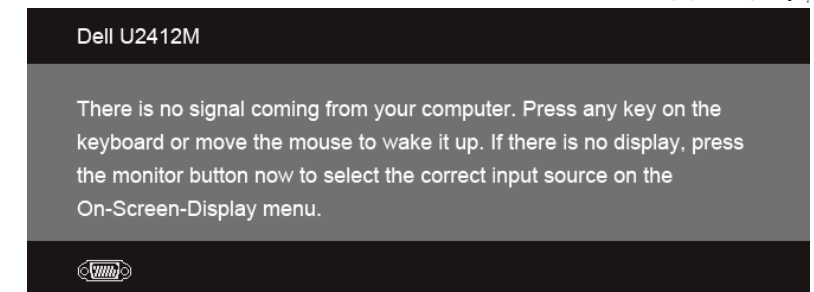 Dell U2412M
There is no signal coming from your computer. Press any key on the
keyboard or move the mouse to wake it up. If there is no display, press
the monitor button now to select the correct input source on the
On-Screen-Display menu.